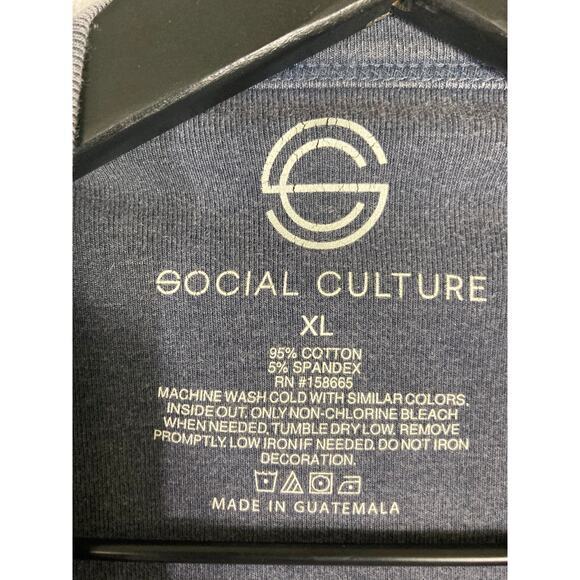 SOCIAL CULTURE
XL
95% COTTON
5% SPANDEX
RN #158665
MACHINE WASH COLD WITH SIMILAR COLORS,
INSIDE OUT. ONLY NON-CHLORINE BLEACH
WHEN NEEDED. TUMBLE DRY LOW. REMOVE
PROMPTLY. LOW IRON IF NEEDED. DO NOT IRON
DECORATION.
MADE IN GUATEMALA